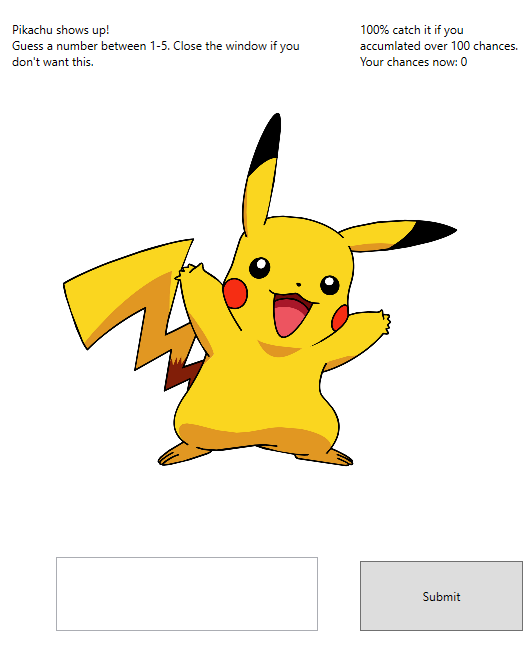 Pikachu shows up!
Guess a number between 1-5. Close the window if you
don't want this.
100% catch it if you
accumlated over 100 chances.
Your chances now: 0
Submit